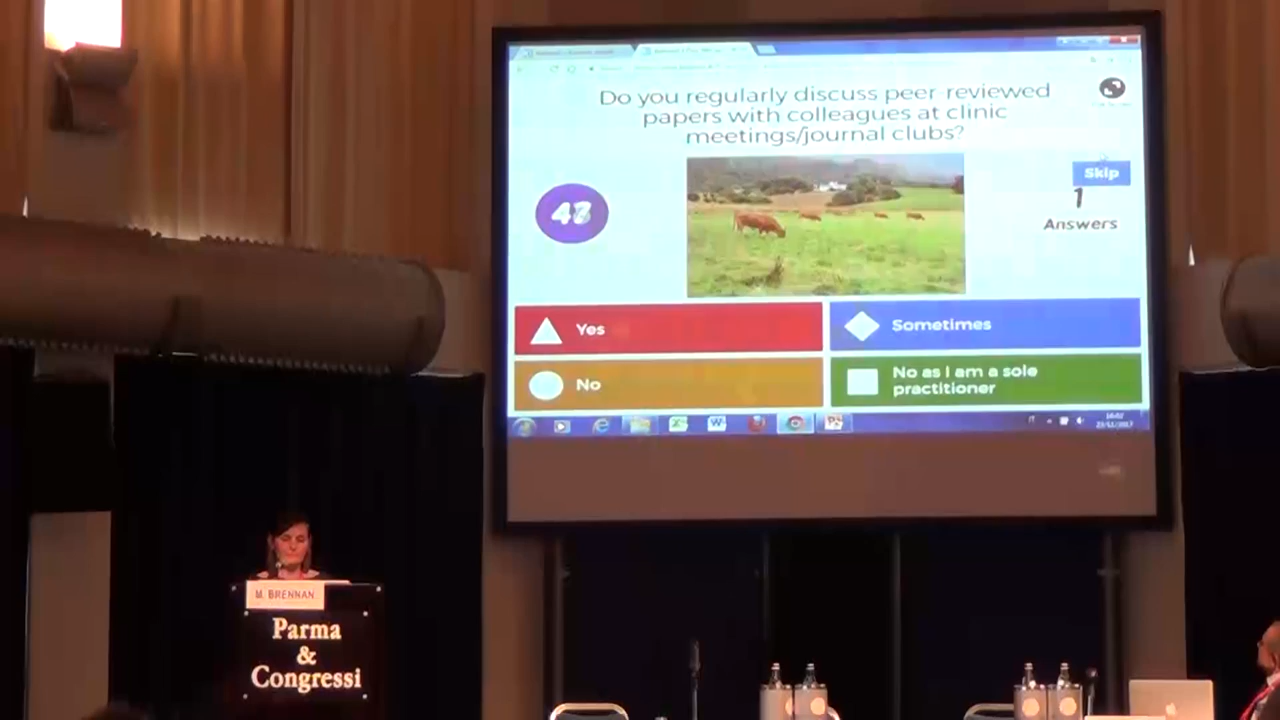 Do you regularly discuss peer-reviewed
papers with colleagues at clinic
meetings/journal clubs?
Skip
1
Answers
Yes
Sometimes
No
No as I am a sole
practitioner
IT
M. BRENNAN
Parma
&
Congressi